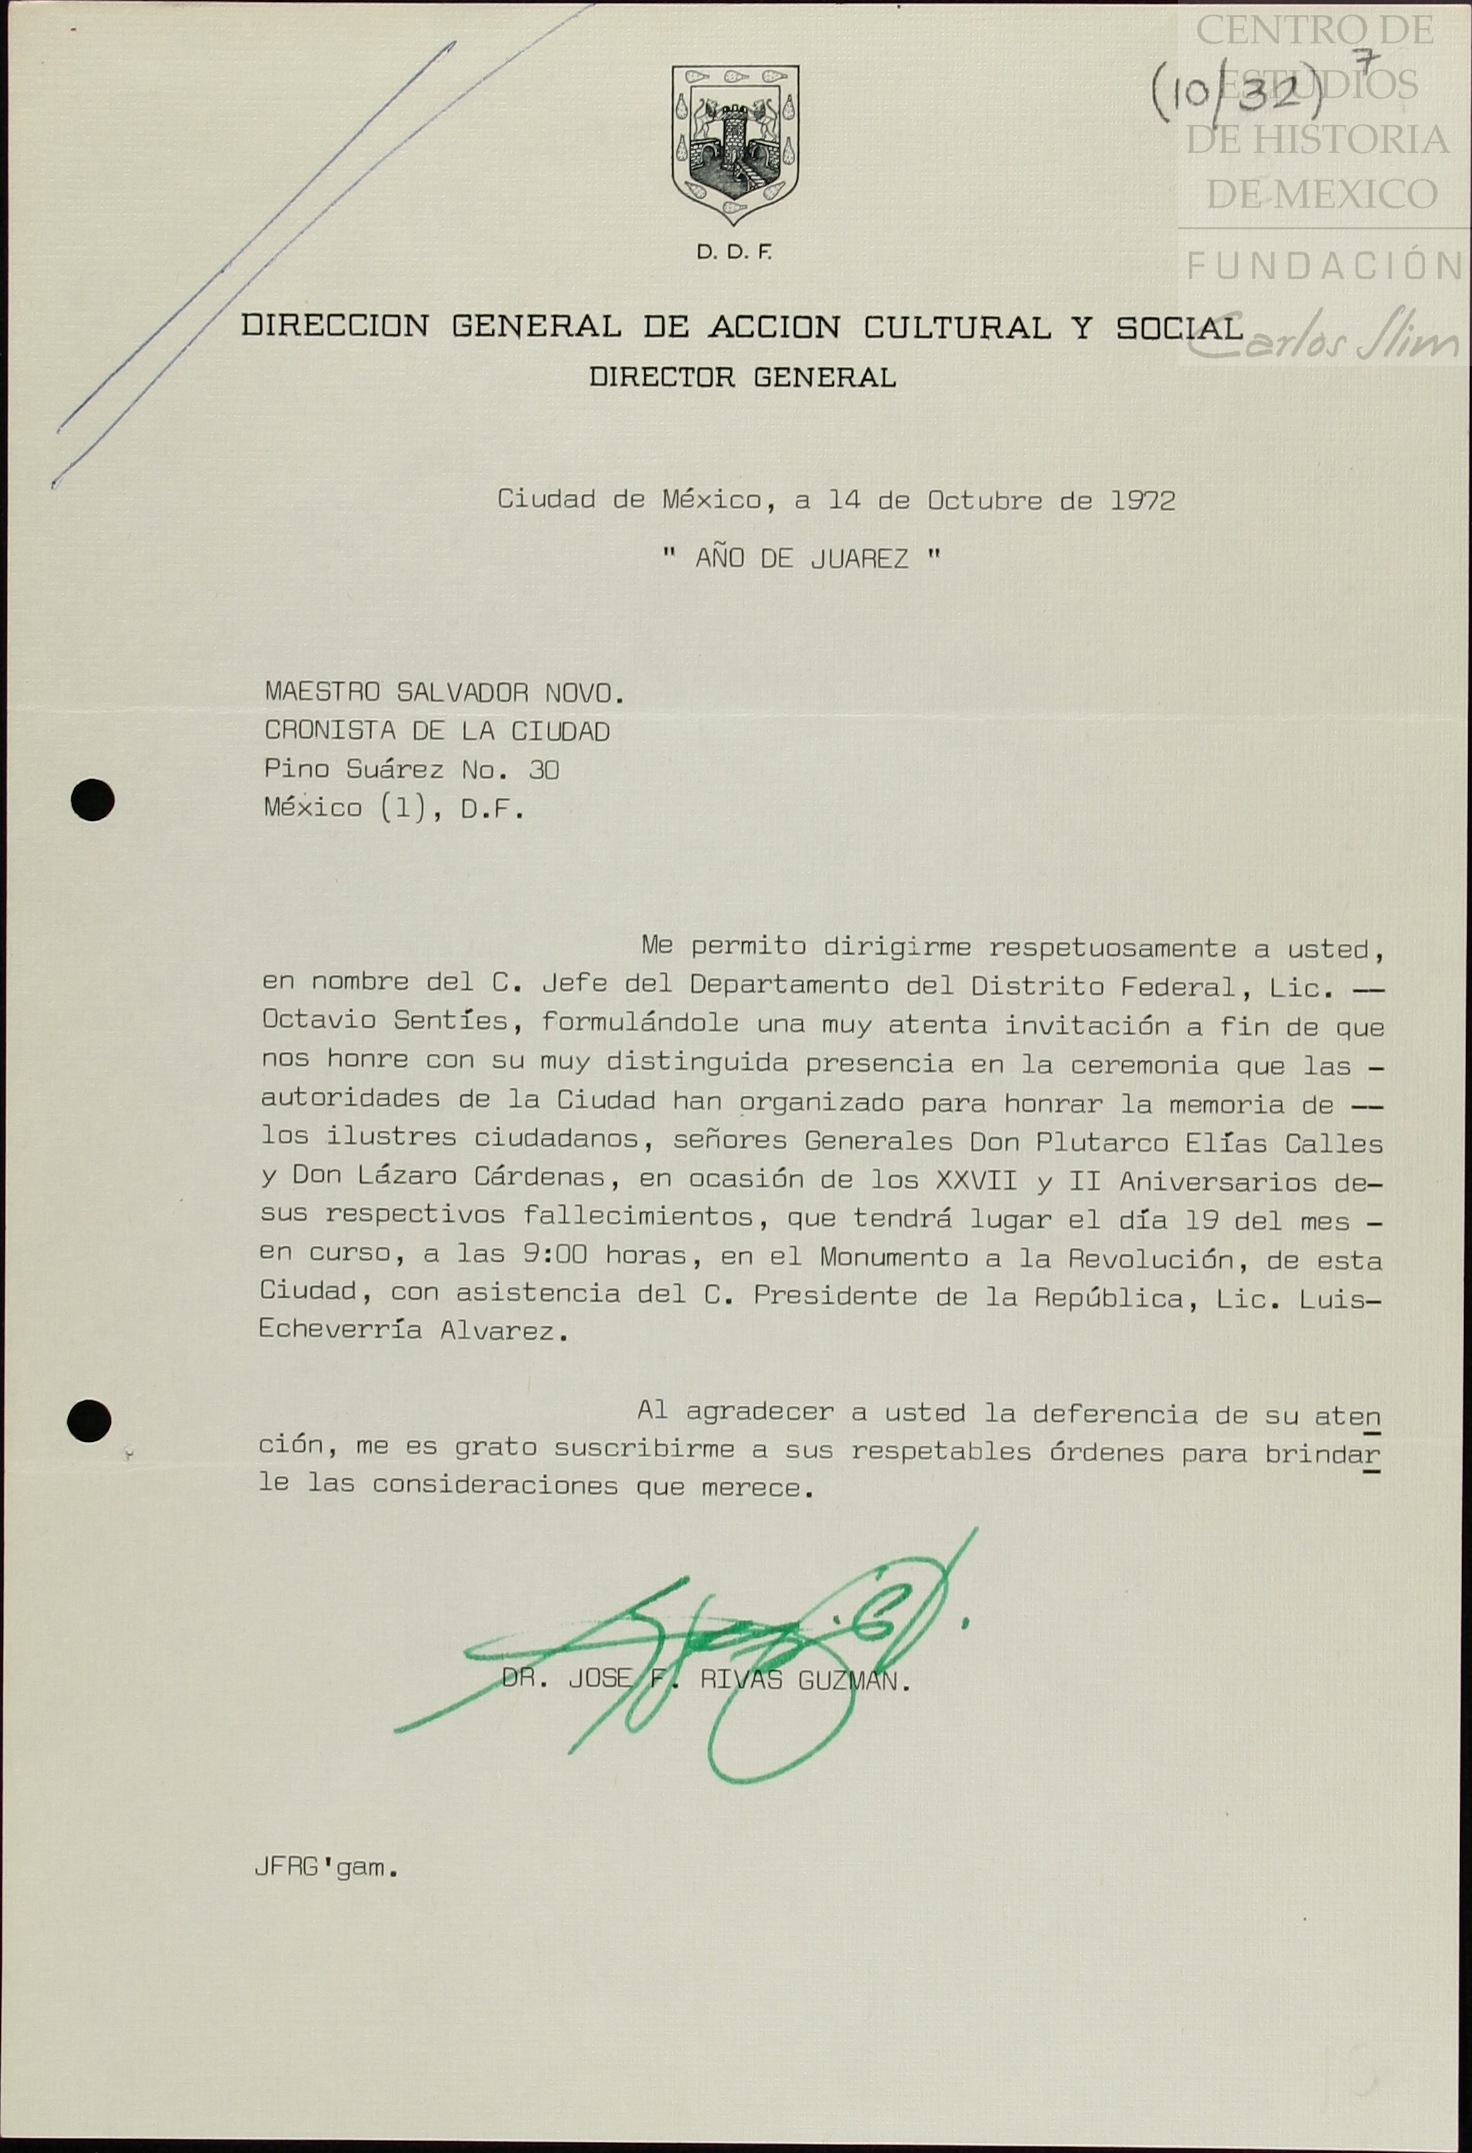 CENTRO DE
ESTUDIOS
DE HISTORIA
DE MEXICO
FUNDACIÓN
Carlos Slim
(10/32) 7
D. D. F.
DIRECCION GENERAL DE ACCION CULTURAL Y SOCIAL
DIRECTOR GENERAL
Ciudad de México, a 14 de Octubre de 1972
" AÑO DE JUAREZ "
MAESTRO SALVADOR NOVO.
CRONISTA DE LA CIUDAD
Pino Suárez No. 30
México (1), D.F.
Me permito dirigirme respetuosamente a usted,
en nombre del C. Jefe del Departamento del Distrito Federal, Lic. --
Octavio Sentíes, formulándole una muy atenta invitación a fin de que
nos honre con su muy distinguida presencia en la ceremonia que las -
autoridades de la Ciudad han organizado para honrar la memoria de --
los ilustres ciudadanos, señores Generales Don Plutarco Elías Calles
y Don Lázaro Cárdenas, en ocasión de los XXVII y II Aniversarios de-
sus respectivos fallecimientos, que tendrá lugar el día 19 del mes -
en curso, a las 9:00 horas, en el Monumento a la Revolución, de esta
Ciudad, con asistencia del C. Presidente de la República, Lic. Luis-
Echeverría Alvarez.
Al agradecer a usted la deferencia de su aten
ción, me es grato suscribirme a sus respetables órdenes para brindar
le las consideraciones que merece.
DR. JOSE F. RIVAS GUZMAN.
JFRG'gam.